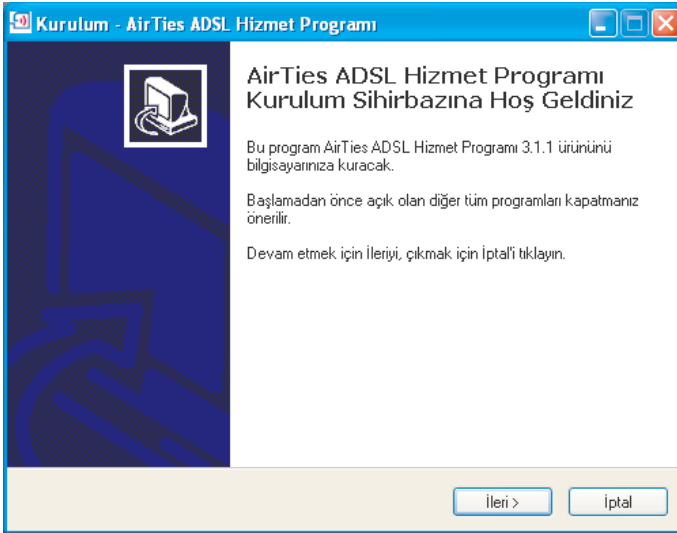 Kurulum - AirTies ADSL Hizmet Programı
AirTies ADSL Hizmet Programı
Kurulum Sihirbazına Hoş Geldiniz
Bu program AirTies ADSL Hizmet Programı 3.1.1 ürününü
bilgisayarınıza kuracak.
Başlamadan önce açık olan diğer tüm programları kapatmanız
önerilir.
Devam etmek için İleriyi, çıkmak için İptal'i tıklayın.
İleri >
İptal